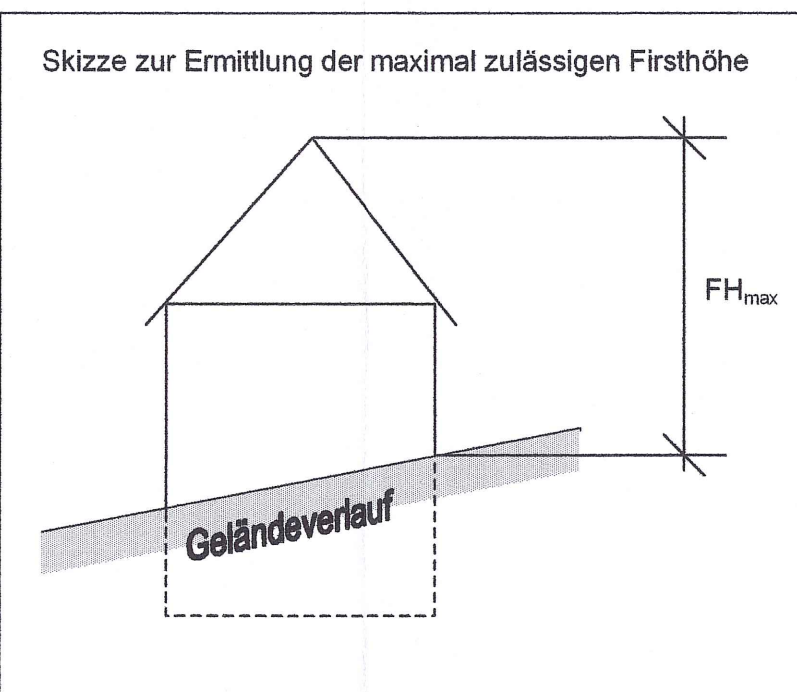 Skizze zur Ermittlung der maximal zulässigen Firsthöhe
FHmax
Geländeverlauf